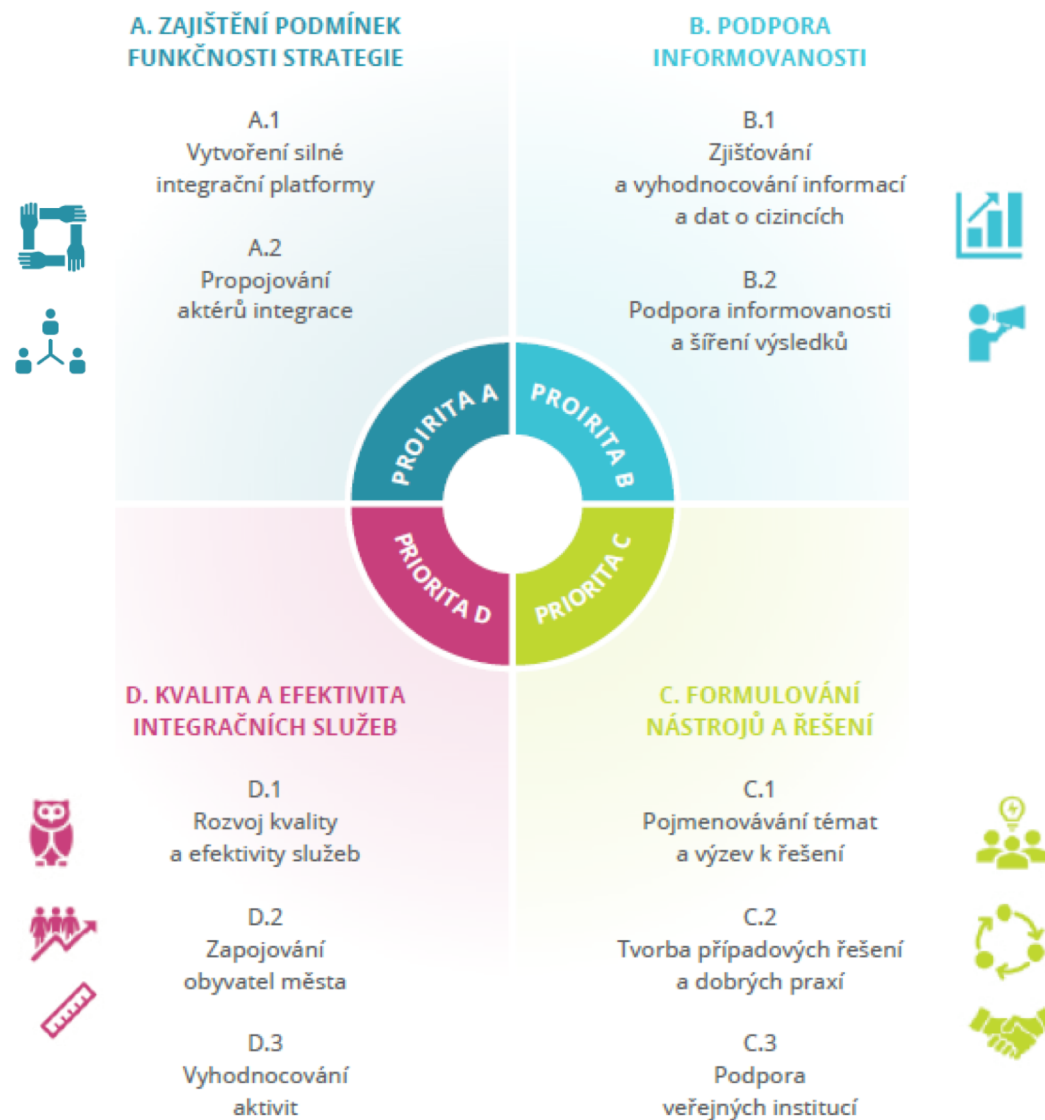 A. ZAJIŠTĚNÍ PODMÍNEK
FUNKČNOSTI STRATEGIE
A.1
Vytvoření silné
integrační platformy
A.2
Propojování
aktérů integrace
B. PODPORA
INFORMOVANOSTI
B.1
Zjišťování
a vyhodnocování informací
a dat o cizincích
B.2
Podpora informovanosti
a šíření výsledků
PROIRITA A
PROIRITA B
PRIORITA D
PRIORITA C
D. KVALITA A EFEKTIVITA
INTEGRAČNÍCH SLUŽEB
D.1
Rozvoj kvality
a efektivity služeb
D.2
Zapojování
obyvatel města
D.3
Vyhodnocování
aktivit
C. FORMULOVÁNÍ
NÁSTROJŮ A ŘEŠENÍ
C.1
Pojmenovávání témat
a výzev k řešení
C.2
Tvorba případových řešení
a dobrých praxí
C.3
Podpora
veřejných institucí